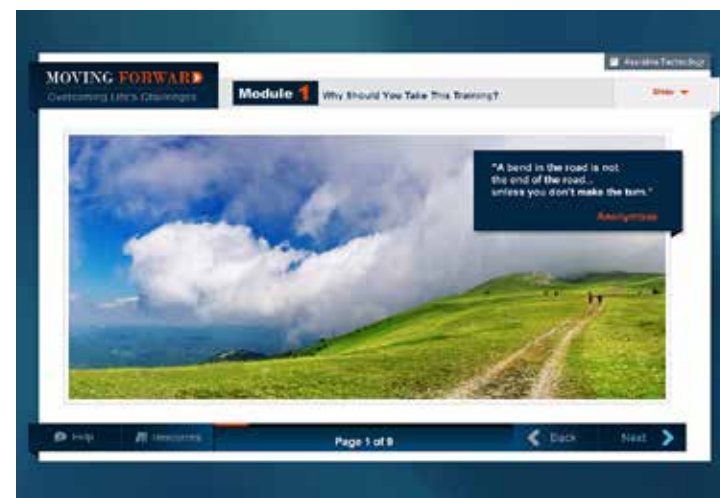 Assistive Technology
MOVING FORWARD
Overcoming Life's Challenges
Module 1 Why Should You Take This Training?
"A bend in the road is not
the end of the road...
unless you don't make the turn."
Anonymous
Help
Resources
Page 1 of 9
Back
Next